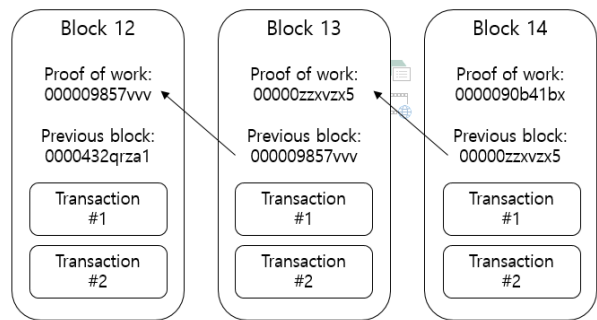 Block 12
Proof of work:
000009857vvv
Previous block:
0000432qrza1
Transaction
#1
Transaction
#2
Block 13
Proof of work:
00000zzxvzx5
Previous block:
000009857vvv
Transaction
#1
Transaction
#2
Block 14
Proof of work:
0000090b41bx
Previous block:
00000zzxvzx5
Transaction
#1
Transaction
#2